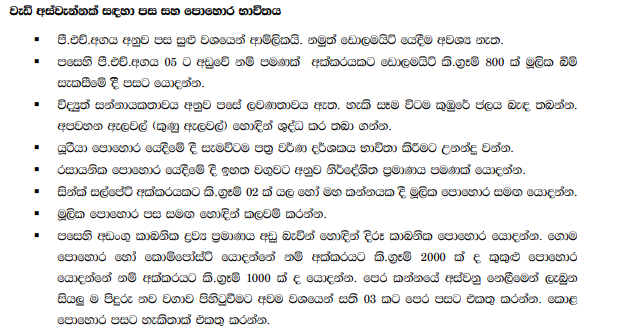 වැඩි අස්වැන්නක් සඳහා පස සහ පොහොර භාවිතය
▪ පී.එච්.අගය අනුව පස සුළු වශයෙන් ආම්ලිකයි. නමුත් ඩොලමයිට් යෙදීම අවශ්‍ය නැත.
▪ පසෙහි පී.එච්.අගය 05 ට අඩුවේ නම් පමණක් අක්කරයකට ඩොලමයිට් කි.ග්‍රෑම් 800 ක් මූලික බිම්
සැකසීමේ දී පසට යොදන්න.
▪ විද්‍යුත් සන්නායකතාවය අනුව පසේ ලවණතාවය ඇත. හැකි සෑම විටම කුඹුරේ ජලය බැඳ තබන්න.
අපවහන ඇලවල් (කුණු ඇලවල්) හොඳින් ශුද්ධ කර තබා ගන්න.
▪ යූරියා පොහොර යෙදීමේ දී සැමවිටම පත්‍ර වර්ණ දර්ශකය භාවිතා කිරීමට උනන්දු වන්න.
▪ රසායනික පොහොර යෙදීමේ දී ඉහත වගුවට අනුව නිර්දේශිත ප්‍රමාණය පමණක් යොදන්න.
▪ සින්ක් සල්පේට් අක්කරයකට කි.ග්‍රෑම් 02 ක් යල හෝ මහ කන්නයක දී මූලික පොහොර සමඟ යොදන්න.
▪ මූලික පොහොර පස සමඟ හොඳින් කලවම් කරන්න.
▪ පසෙහි අඩංගු කාබනික ද්‍රව්‍ය ප්‍රමාණය අඩු බැවින් හොඳින් දිරූ කාබනික පොහොර යොදන්න. ගොම
පොහොර හෝ කොම්පෝස්ට් යොදන්නේ නම් අක්කරයට කි.ග්‍රෑම් 2000 ක් ද කුකුළු පොහොර
යොදන්නේ නම් අක්කරයට කි.ග්‍රෑම් 1000 ක් ද යොදන්න. පෙර කන්නයේ අස්වනු නෙලීමෙන් ලැබුන
සියලු ම පිදුරු නව වගාව පිහිටුවීමට අවම වශයෙන් සති 03 කට පෙර පසට එකතු කරන්න. කොළ
පොහොර පසට හැකිතාක් එකතු කරන්න.